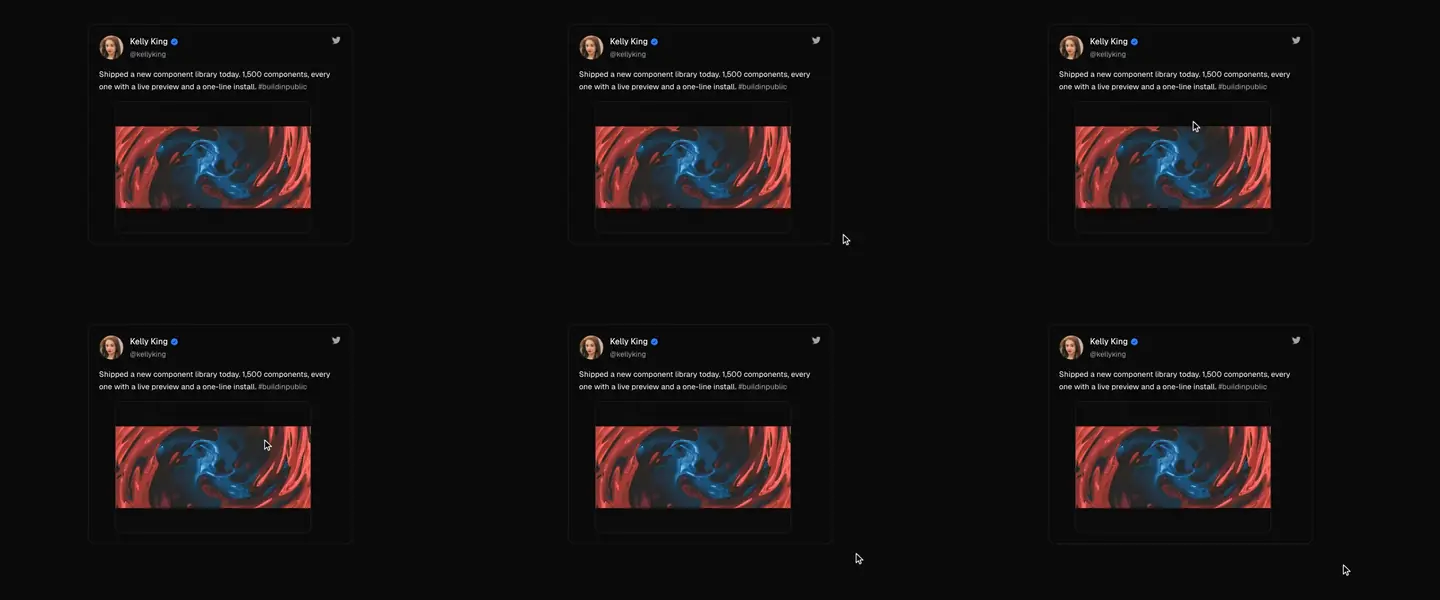 Kelly King
@kellyking
Shipped a new component library today. 1,500 components, every
one with a live preview and a one-line install. #buildinpublic
Kelly King
@kellyking
Shipped a new component library today. 1,500 components, every
one with a live preview and a one-line install. #buildinpublic
Kelly King
@kellyking
Shipped a new component library today. 1,500 components, every
one with a live preview and a one-line install. #buildinpublic
Kelly King
@kellyking
Shipped a new component library today. 1,500 components, every
one with a live preview and a one-line install. #buildinpublic
Kelly King
@kellyking
Shipped a new component library today. 1,500 components, every
one with a live preview and a one-line install. #buildinpublic
Kelly King
@kellyking
Shipped a new component library today. 1,500 components, every
one with a live preview and a one-line install. #buildinpublic